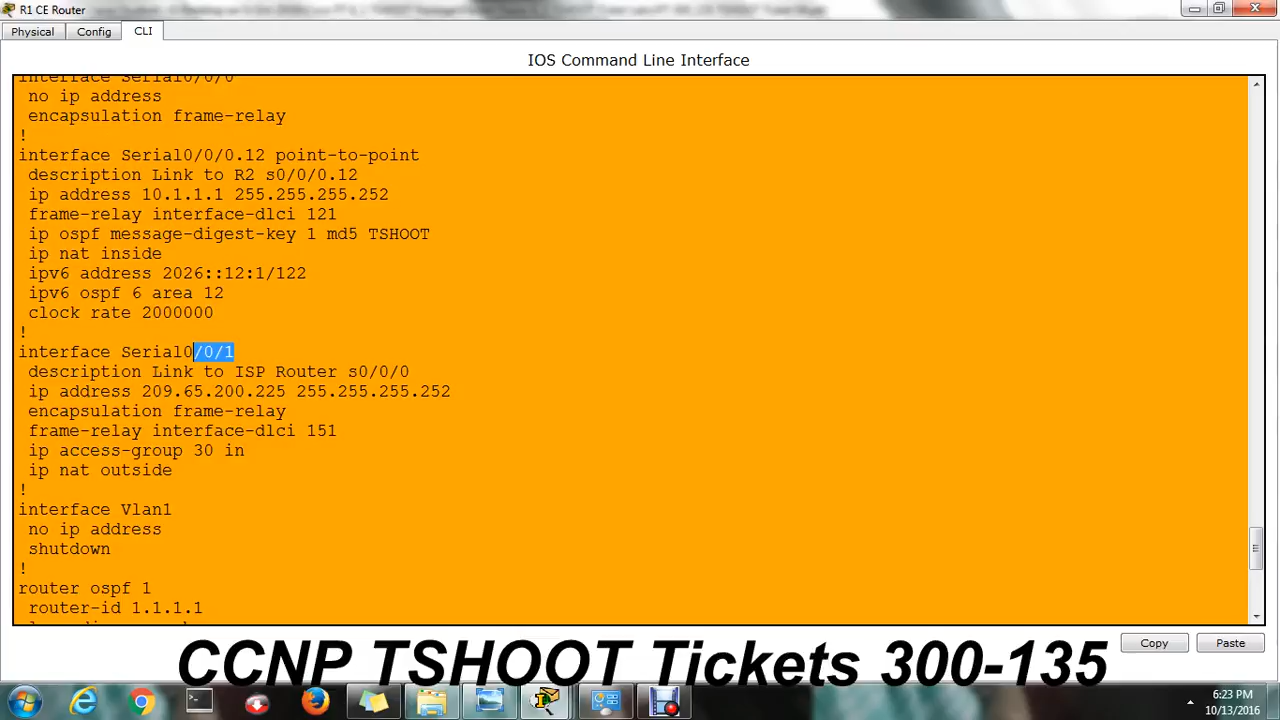 R1 CE Router
Physical Config CLI
IOS Command Line Interface
interface Serial0/0/0
no ip address
encapsulation frame-relay
!
interface Serial0/0/0.12 point-to-point
description Link to R2 s0/0/0.12
ip address 10.1.1.1 255.255.255.252
frame-relay interface-dlci 121
ip ospf message-digest-key 1 md5 TSHOOT
ip nat inside
ipv6 address 2026::12:1/122
ipv6 ospf 6 area 12
clock rate 2000000
!
interface Serial0/0/1
description Link to ISP Router s0/0/0
ip address 209.65.200.225 255.255.255.252
encapsulation frame-relay
frame-relay interface-dlci 151
ip access-group 30 in
ip nat outside
!
interface Vlan1
no ip address
shutdown
!
router ospf 1
router-id 1.1.1.1
Copy Paste
CCNP TSHOOT Tickets 300-135
6:23 PM
10/13/2016